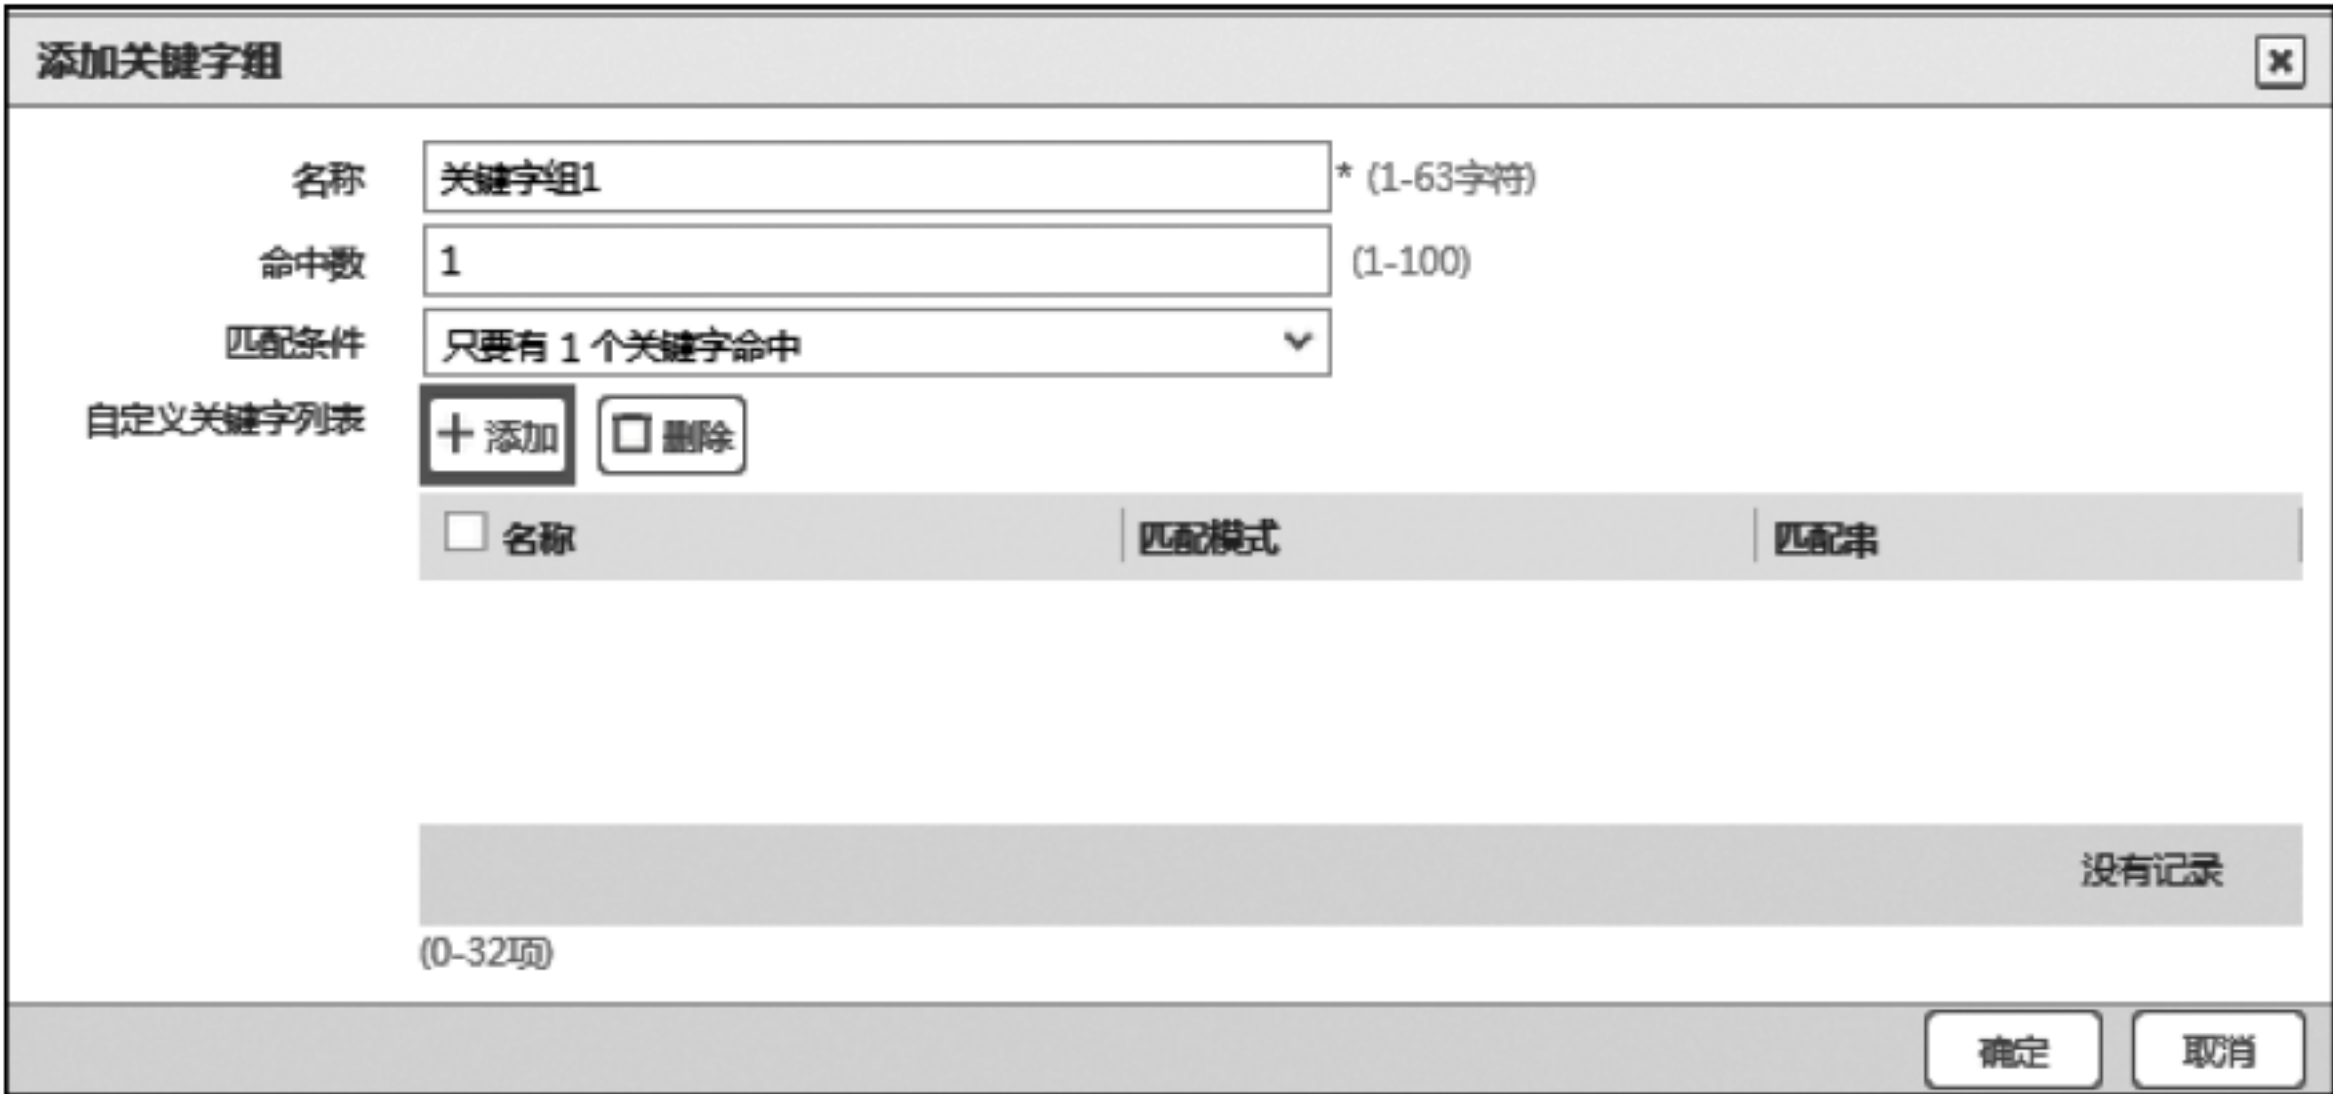 添加关键字组
名称 关键字组1 * (1-63字符)
命中数 1 (1-100)
匹配条件 只要有 1 个关键字命中
自定义关键字列表 添加 删除
名称 匹配模式 匹配串
没有记录
(0-32项)
确定 取消